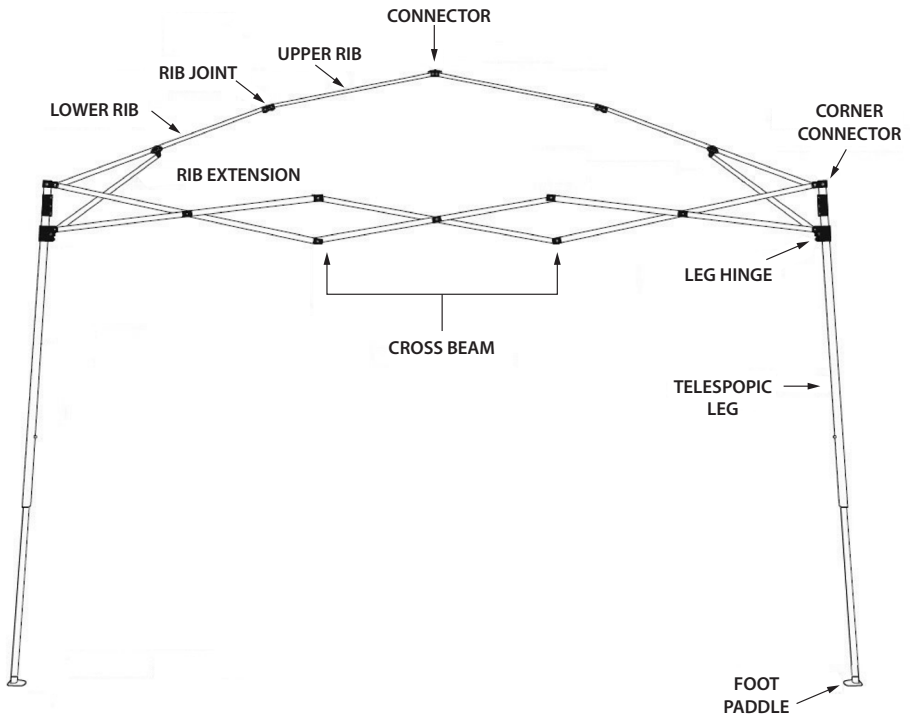 CONNECTOR
UPPER RIB
RIB JOINT
LOWER RIB
CORNER
CONNECTOR
RIB EXTENSION
LEG HINGE
CROSS BEAM
TELESPOPIC
LEG
FOOT
PADDLE